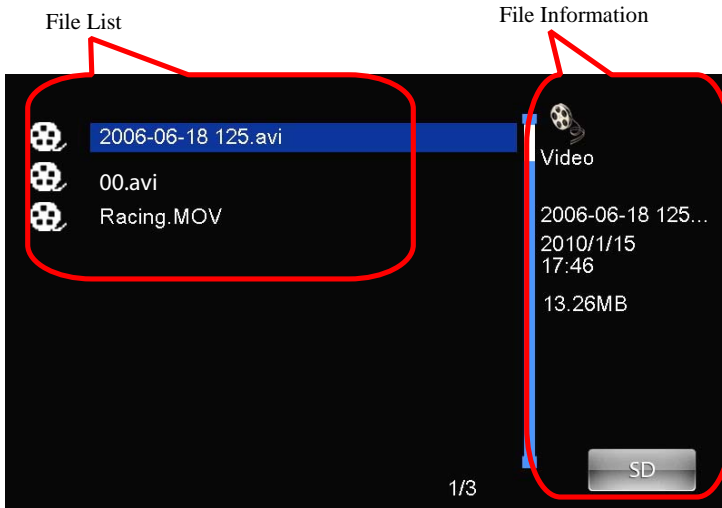 File List
File Information
2006-06-18 125.avi
00.avi
Racing.MOV
1/3
Video
2006-06-18 125...
2010/1/15
17:46
13.26MB
SD